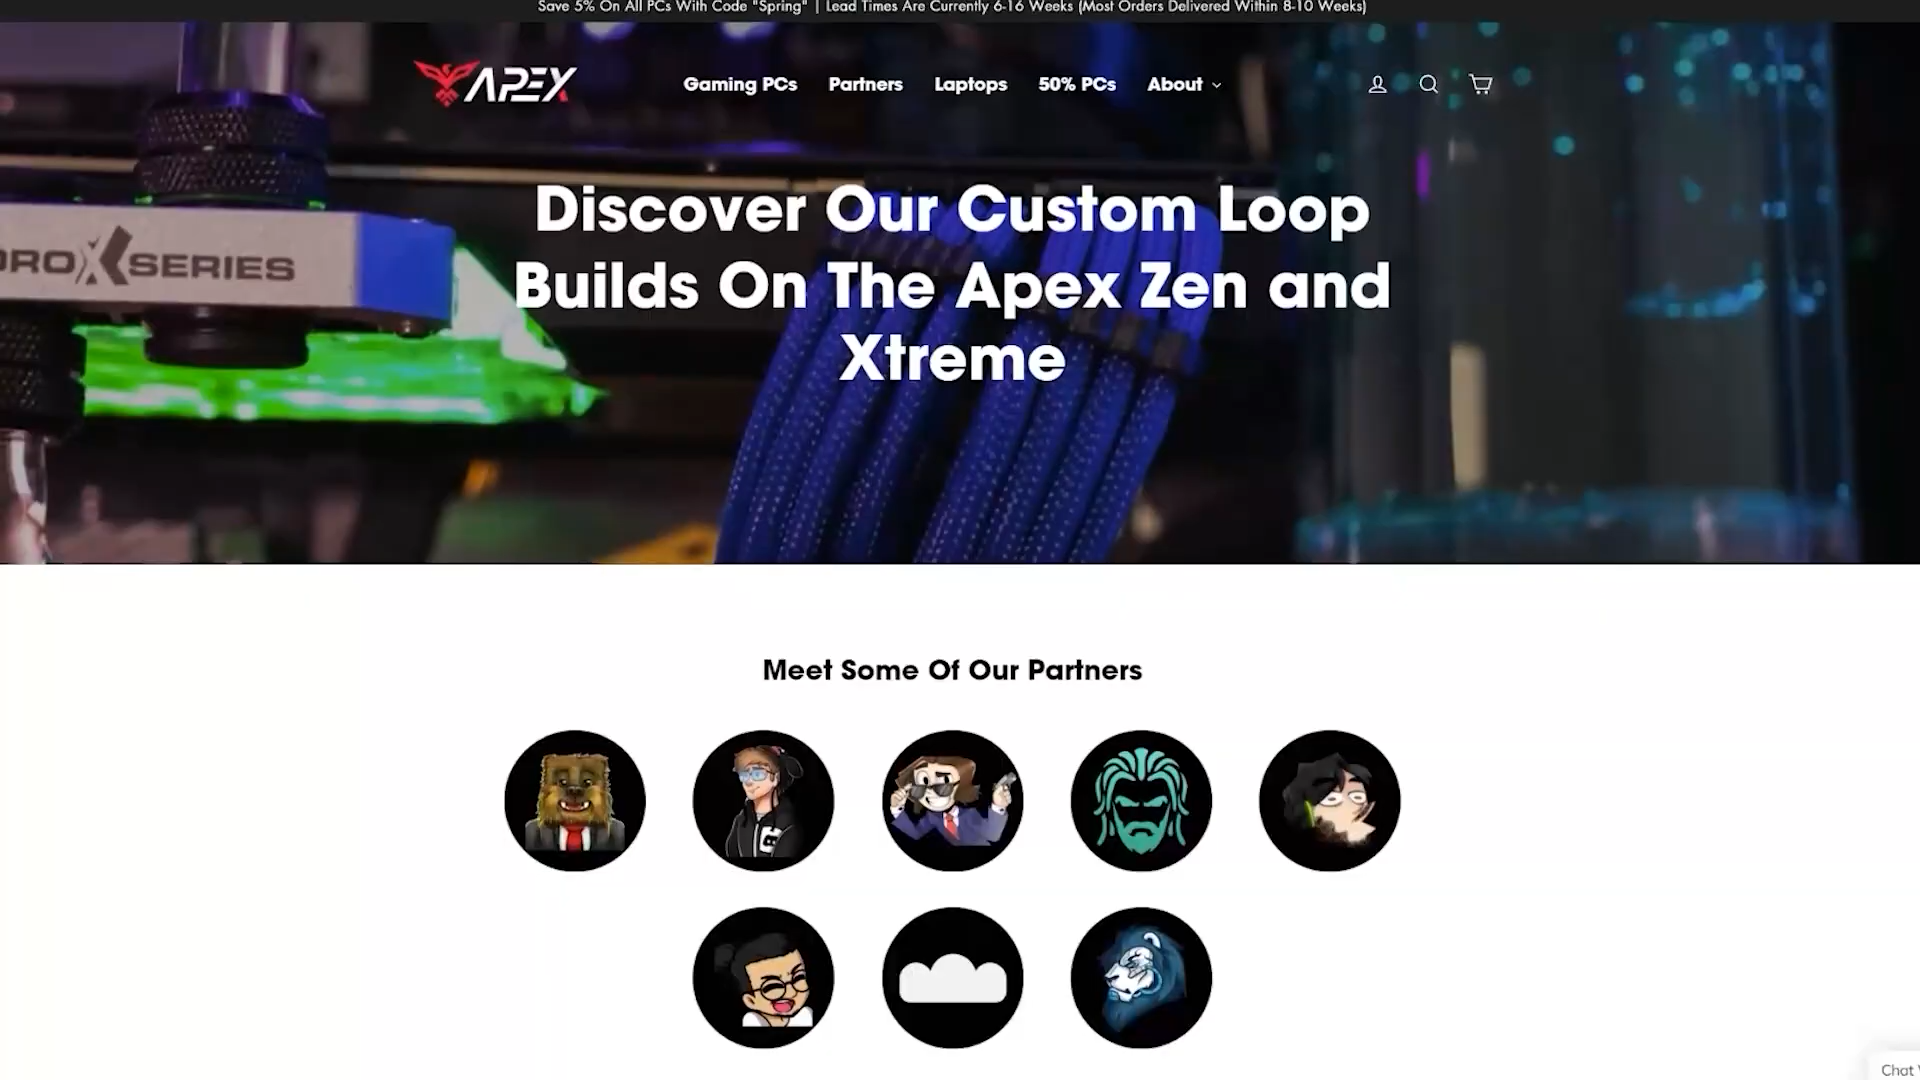 Save 5% On All PCs With Code "Spring" | Lead Times Are Currently 6-16 Weeks (Most Orders Delivered Within 8-10 Weeks)
APEX
Gaming PCs
Partners
Laptops
50% PCs
About
Discover Our Custom Loop
Builds On The Apex Zen and
Xtreme
SERIES
Meet Some Of Our Partners
Chat